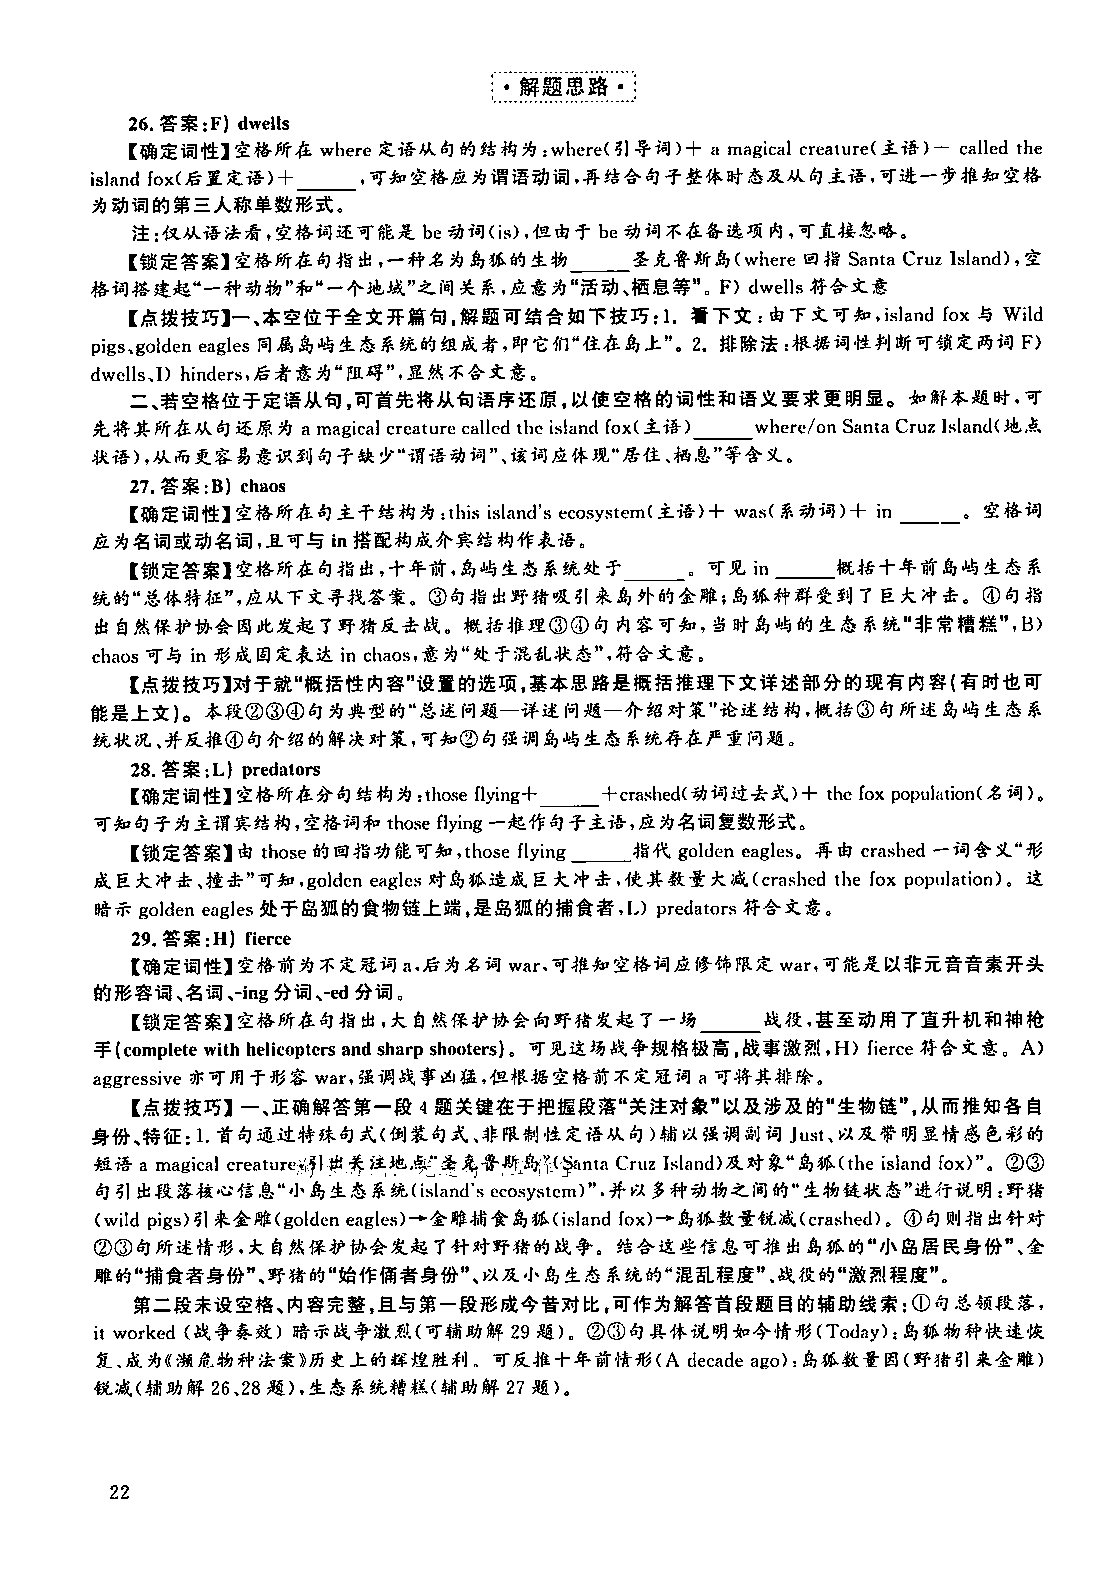 ·解题思路·
26.答案:F) dwells
【确定词性】空格所在 where 定语从句的结构为:where(引导词)+ a magical creature(主语)— called the
island fox(后置定语)+_____,可知空格应为谓语动词,再结合句子整体时态及从句主语,可进一步推知空格
为动词的第三人称单数形式。
注:仅从语法看,空格词还可能是 be 动词(is),但由于 be 动词不在备选项内,可直接忽略。
【锁定答案】空格所在句指出,一种名为岛狐的生物_____圣克鲁斯岛(where 回指 Santa Cruz Island),空
格词搭建起“一种动物”和“一个地域”之间关系,应意为“活动、栖息等”。F) dwells 符合文意
【点拨技巧】一、本空位于全文开篇句,解题可结合如下技巧:1. 看下文:由下文可知,island fox 与 Wild
pigs、golden eagles 同属岛屿生态系统的组成者,即它们“住在岛上”。2. 排除法:根据词性判断可锁定两词 F)
dwells、I) hinders,后者意为“阻碍”,显然不合文意。
二、若空格位于定语从句,可首先将从句语序还原,以使空格的词性和语义要求更明显。如解本题时,可
先将其所在从句还原为 a magical creature called the island fox(主语)_____where/on Santa Cruz Island(地点
状语),从而更容易意识到句子缺少“谓语动词”、该词应体现“居住、栖息”等含义。
27.答案:B) chaos
【确定词性】空格所在句主干结构为:this island's ecosystem(主语)+ was(系动词)+ in _____。空格词
应为名词或动名词,且可与 in 搭配构成介宾结构作表语。
【锁定答案】空格所在句指出,十年前,岛屿生态系统处于_____。可见 in _____概括十年前岛屿生态系
统的“总体特征”,应从下文寻找答案。③句指出野猪吸引来岛外的金雕;岛狐种群受到了巨大冲击。④句指
出自然保护协会因此发起了野猪反击战。概括推理③④句内容可知,当时岛屿的生态系统“非常糟糕”,B)
chaos 可与 in 形成固定表达 in chaos,意为“处于混乱状态”,符合文意。
【点拨技巧】对于就“概括性内容”设置的选项,基本思路是概括推理下文详述部分的现有内容(有时也可
能是上文)。本段②③④句为典型的“总述问题—详述问题—介绍对策”论述结构,概括③句所述岛屿生态系
统状况、并反推④句介绍的解决对策,可知②句强调岛屿生态系统存在严重问题。
28.答案:L) predators
【确定词性】空格所在分句结构为:those flying+_____+crashed(动词过去式)+ the fox population(名词)。
可知句子为主谓宾结构,空格词和 those flying 一起作句子主语,应为名词复数形式。
【锁定答案】由 those 的回指功能可知,those flying _____指代 golden eagles。再由 crashed 一词含义“形
成巨大冲击、撞击”可知,golden eagles 对岛狐造成巨大冲击,使其数量大减(crashed the fox population)。这
暗示 golden eagles 处于岛狐的食物链上端,是岛狐的捕食者,L) predators 符合文意。
29.答案:H) fierce
【确定词性】空格前为不定冠词 a,后为名词 war,可推知空格词应修饰限定 war,可能是以非元音音素开头
的形容词、名词、-ing 分词、-ed 分词。
【锁定答案】空格所在句指出,大自然保护协会向野猪发起了一场_____战役,甚至动用了直升机和神枪
手(complete with helicopters and sharp shooters)。可见这场战争规格极高,战事激烈,H) fierce 符合文意。A)
aggressive 亦可用于形容 war,强调战事凶猛,但根据空格前不定冠词 a 可将其排除。
【点拨技巧】一、正确解答第一段 4 题关键在于把握段落“关注对象”以及涉及的“生物链”,从而推知各自
身份、特征:1. 首句通过特殊句式(倒装句式、非限制性定语从句)辅以强调副词 Just、以及带明显情感色彩的
短语 a magical creature,引出关注地点“圣克鲁斯岛”(Santa Cruz Island)及对象“岛狐(the island fox)”。②③
句引出段落核心信息“小岛生态系统(island's ecosystem)”,并以多种动物之间的“生物链状态”进行说明:野猪
(wild pigs)引来金雕(golden eagles)→金雕捕食岛狐(island fox)→岛狐数量锐减(crashed)。④句则指出针对
②③句所述情形,大自然保护协会发起了针对野猪的战争。结合这些信息可推出岛狐的“小岛居民身份”、金
雕的“捕食者身份”、野猪的“始作俑者身份”、以及小岛生态系统的“混乱程度”、战役的“激烈程度”。
第二段未设空格、内容完整,且与第一段形成今昔对比,可作为解答首段题目的辅助线索:①句总领段落,
it worked (战争奏效) 暗示战争激烈(可辅助解 29 题)。②③句具体说明如今情形(Today):岛狐物种快速恢
复、成为《濒危物种法案》历史上的辉煌胜利。可反推十年前情形(A decade ago):岛狐数量因(野猪引来金雕)
锐减(辅助解 26、28 题),生态系统糟糕(辅助解 27 题)。
22